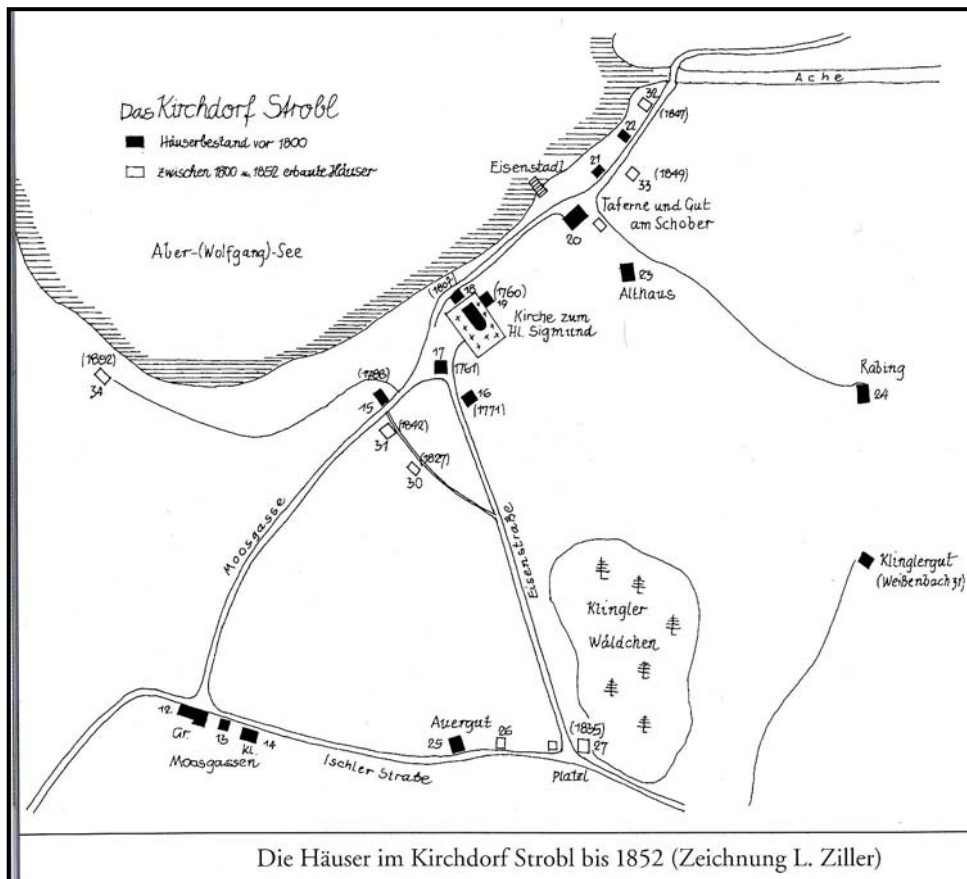 Das Kirchdorf Strobl
Häuserbestand vor 1800
zwischen 1800 u. 1852 erbaute Häuser
Ache
32
(1847)
22
21
Eisenstadl
33
(1849)
Taferne und Gut
am Schober
20
Aber-(Wolfgang)-See
23
Althaus
(1807)
18
(1760)
19
Kirche zum
Hl. Sigmund
17
(1761)
Rabing
24
34
(1788)
15
16
(1771)
31
(1842)
(1827)
30
Moosgasse
Eisenstraße
Klinglergut
(Weißenbach 31)
Klingler
Wäldchen
12
Gr.
13
Kl.
14
Moosgassen
Ischler Straße
Auergut
25
26
(1835)
27
Platzl
Die Häuser im Kirchdorf Strobl bis 1852 (Zeichnung L. Ziller)